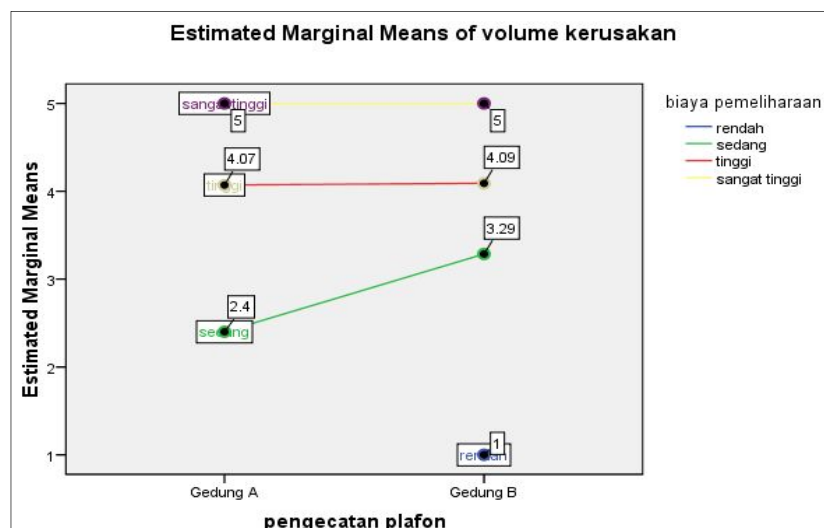 Estimated Marginal Means of volume kerusakan
biaya pemeliharaan
rendah
sedang
tinggi
sangat tinggi
Estimated Marginal Means
5
4
3
2
1
sangat tinggi
5
5
4.07
4.09
tinggi
3.29
2.4
sedang
1
rendah
Gedung A
Gedung B
pengecatan plafon